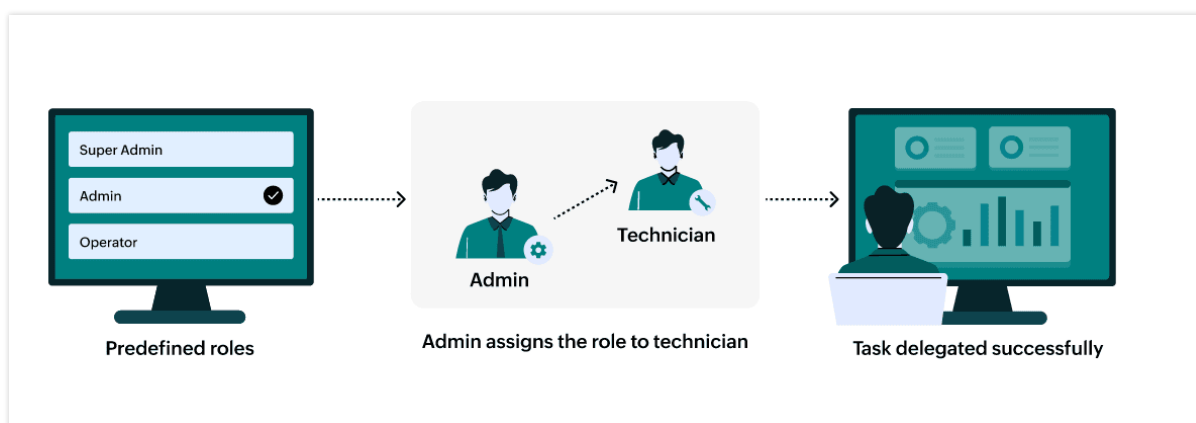 Super Admin
Admin
Operator
Predefined roles
Admin
Technician
Admin assigns the role to technician
Task delegated successfully